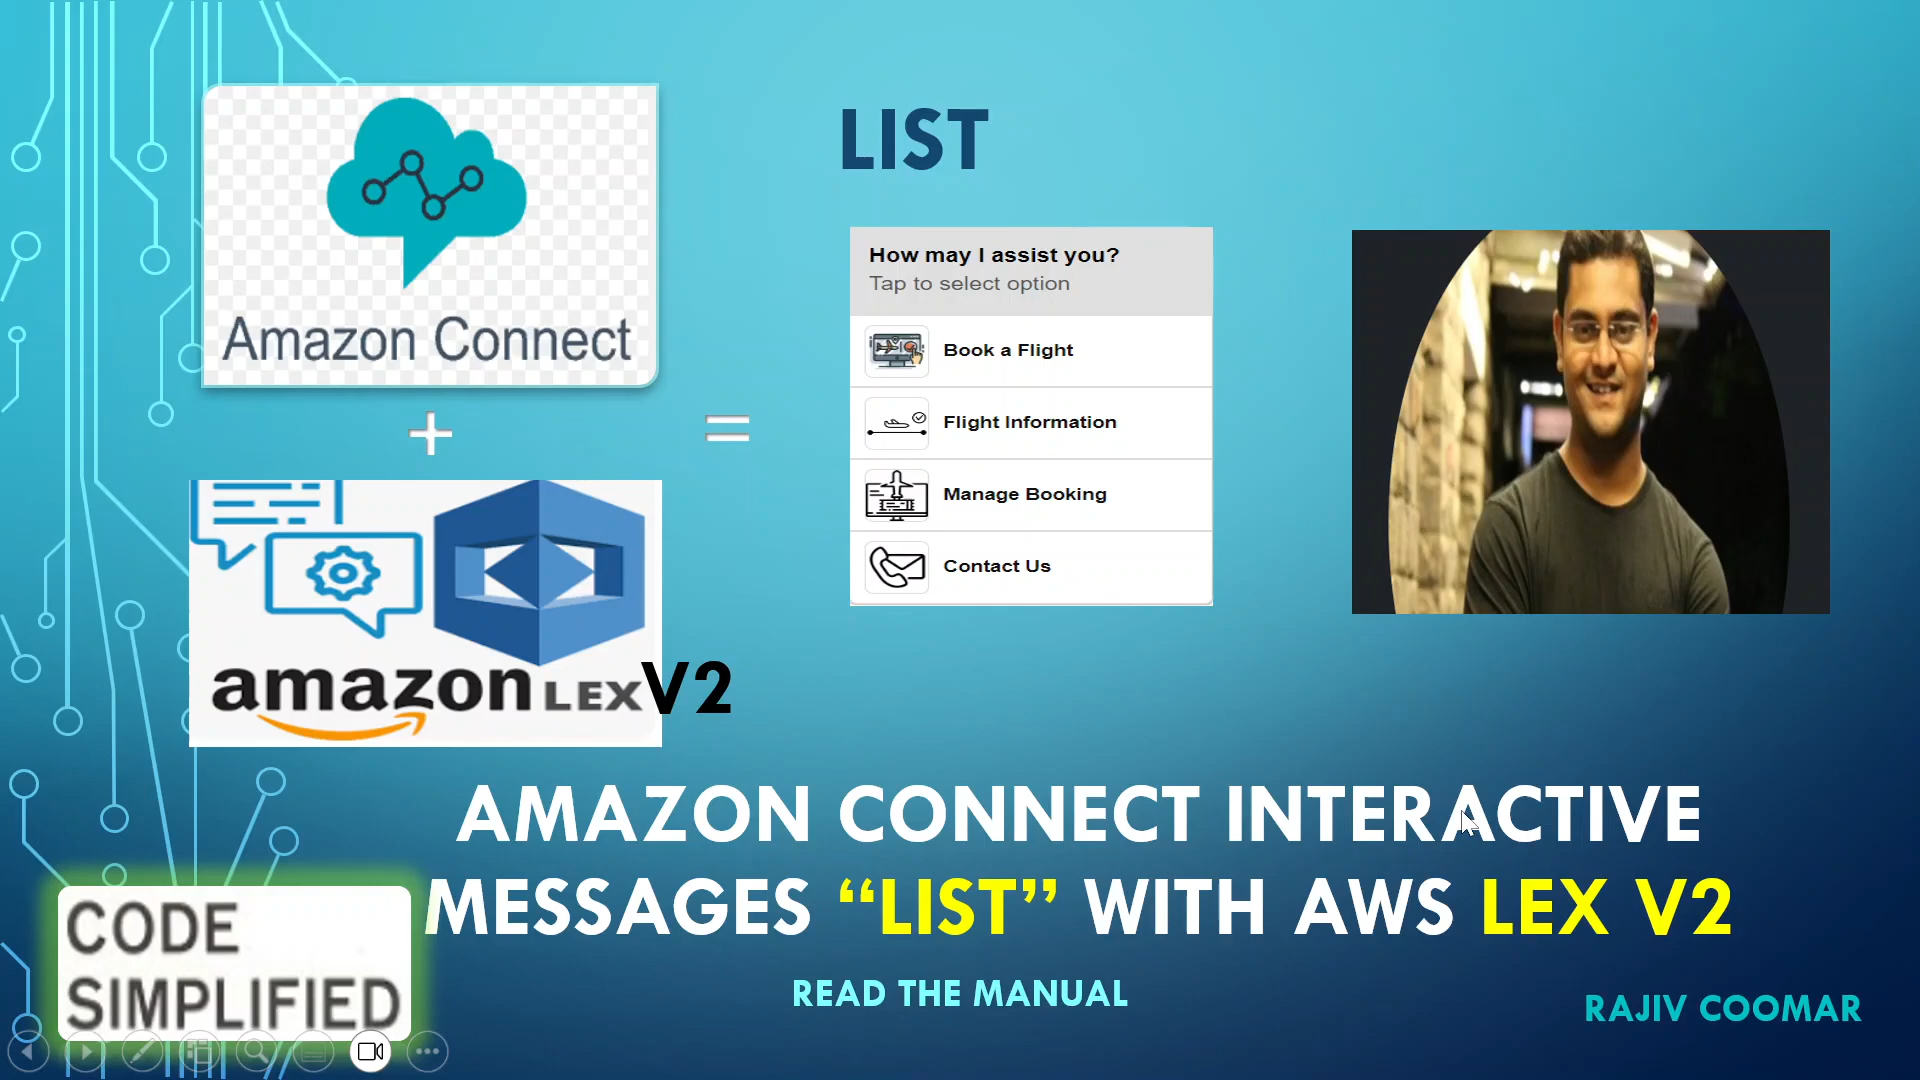 Amazon Connect
+
amazon LEX V2
=
LIST
How may I assist you?
Tap to select option
Book a Flight
Flight Information
Manage Booking
Contact Us
AMAZON CONNECT INTERACTIVE
MESSAGES “LIST” WITH AWS LEX V2
READ THE MANUAL
RAJIV COOMAR
CODE
SIMPLIFIED